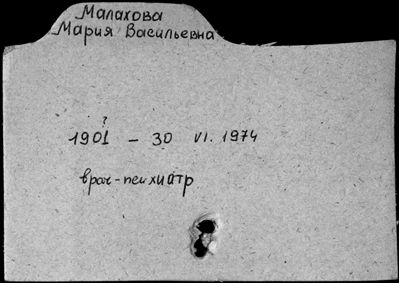 Малахова
Мария Васильевна
?
1901 – 30 VI. 1974
врач-психиатр